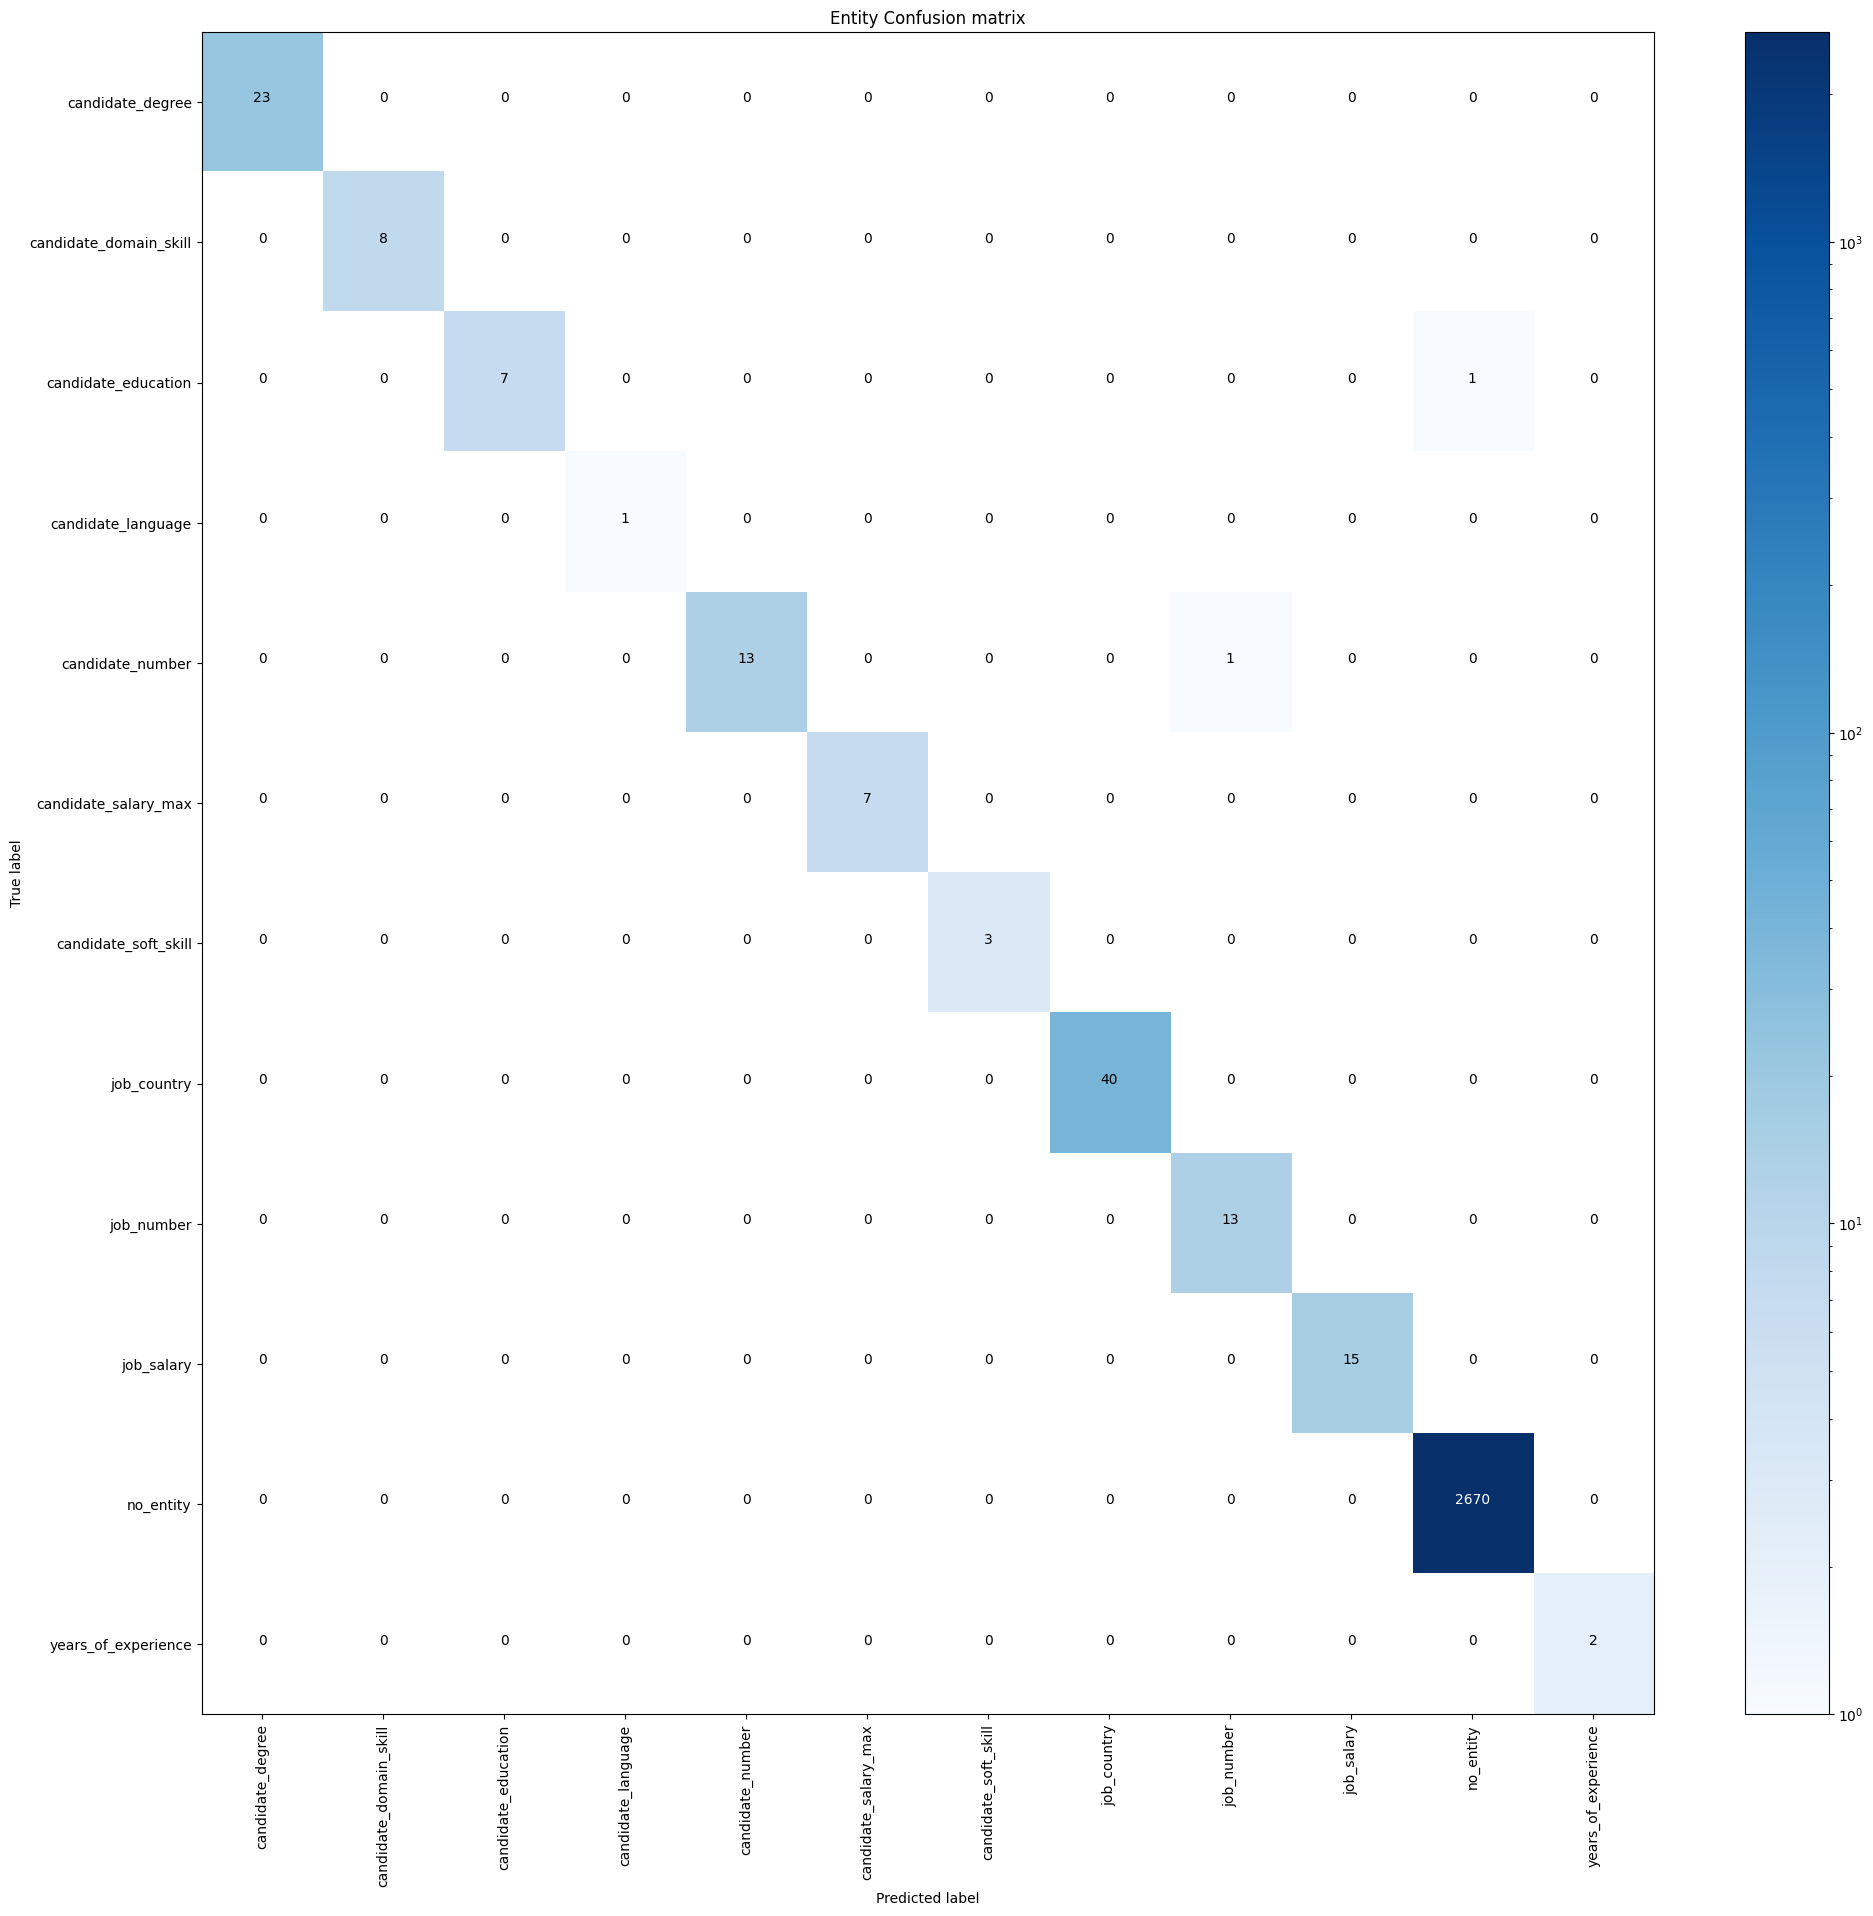 Entity Confusion matrix
candidate_degree 23 0 0 0 0 0 0 0 0 0 0 0
candidate_domain_skill 0 8 0 0 0 0 0 0 0 0 0 0
candidate_education 0 0 7 0 0 0 0 0 0 0 1 0
candidate_language 0 0 0 1 0 0 0 0 0 0 0 0
candidate_number 0 0 0 0 13 0 0 0 1 0 0 0
candidate_salary_max 0 0 0 0 0 7 0 0 0 0 0 0
candidate_soft_skill 0 0 0 0 0 0 3 0 0 0 0 0
job_country 0 0 0 0 0 0 0 40 0 0 0 0
job_number 0 0 0 0 0 0 0 0 13 0 0 0
job_salary 0 0 0 0 0 0 0 0 0 15 0 0
no_entity 0 0 0 0 0 0 0 0 0 0 2670 0
years_of_experience 0 0 0 0 0 0 0 0 0 0 0 2
True label
candidate_degree
candidate_domain_skill
candidate_education
candidate_language
candidate_number
candidate_salary_max
candidate_soft_skill
job_country
job_number
job_salary
no_entity
years_of_experience
Predicted label
10³
10²
10¹
10⁰